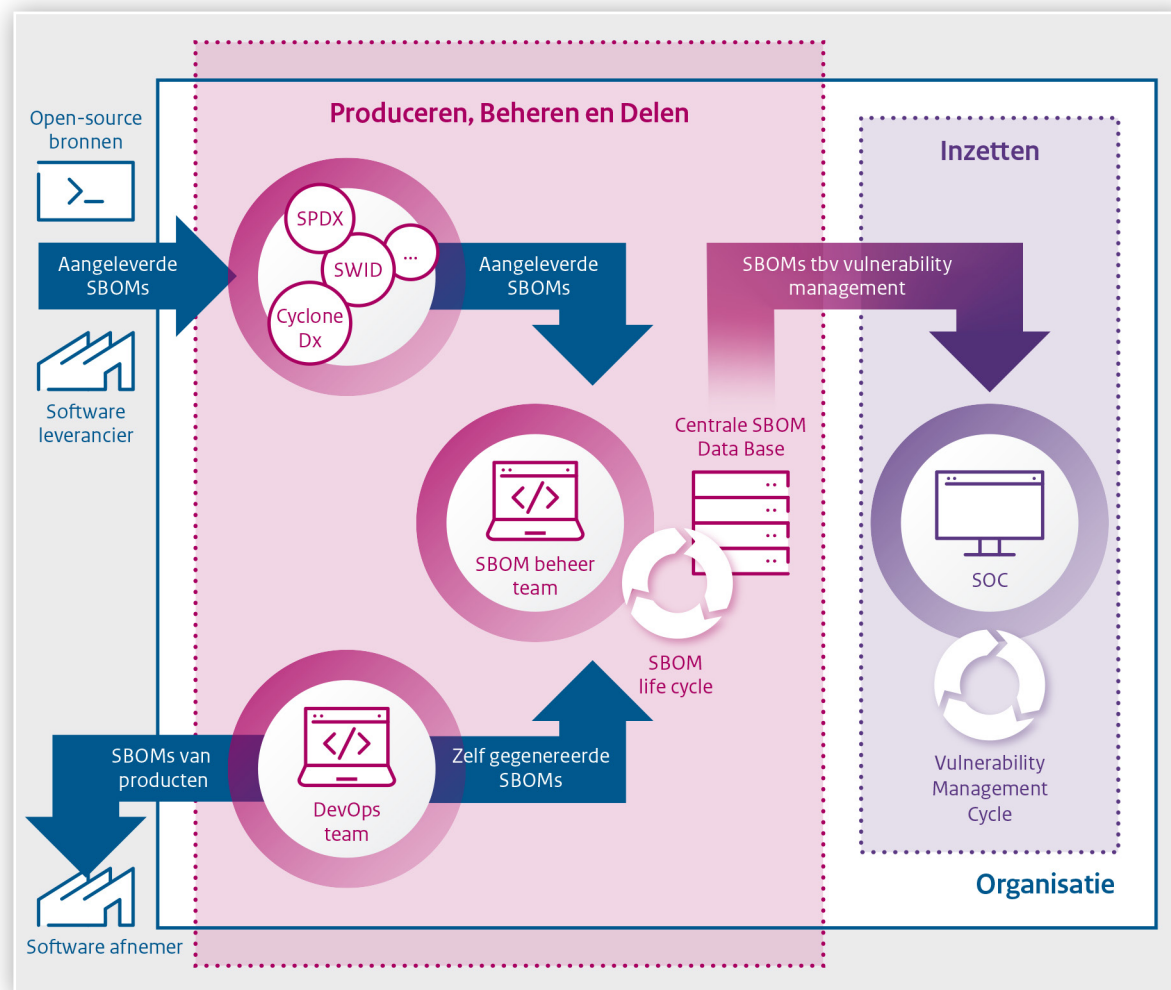 Produceren, Beheren en Delen
Open-source
bronnen
>_
Inzetten
SPDX
SWID
...
Cyclone
Dx
Aangeleverde
SBOMs
Aangeleverde
SBOMs
SBOMs tbv vulnerability
management
Software
leverancier
Centrale SBOM
Data Base
</>
SBOM beheer
team
SOC
SBOM
life cycle
SBOMs van
producten
</>
DevOps
team
Zelf gegenereerde
SBOMs
Vulnerability
Management
Cycle
Organisatie
Software afnemer